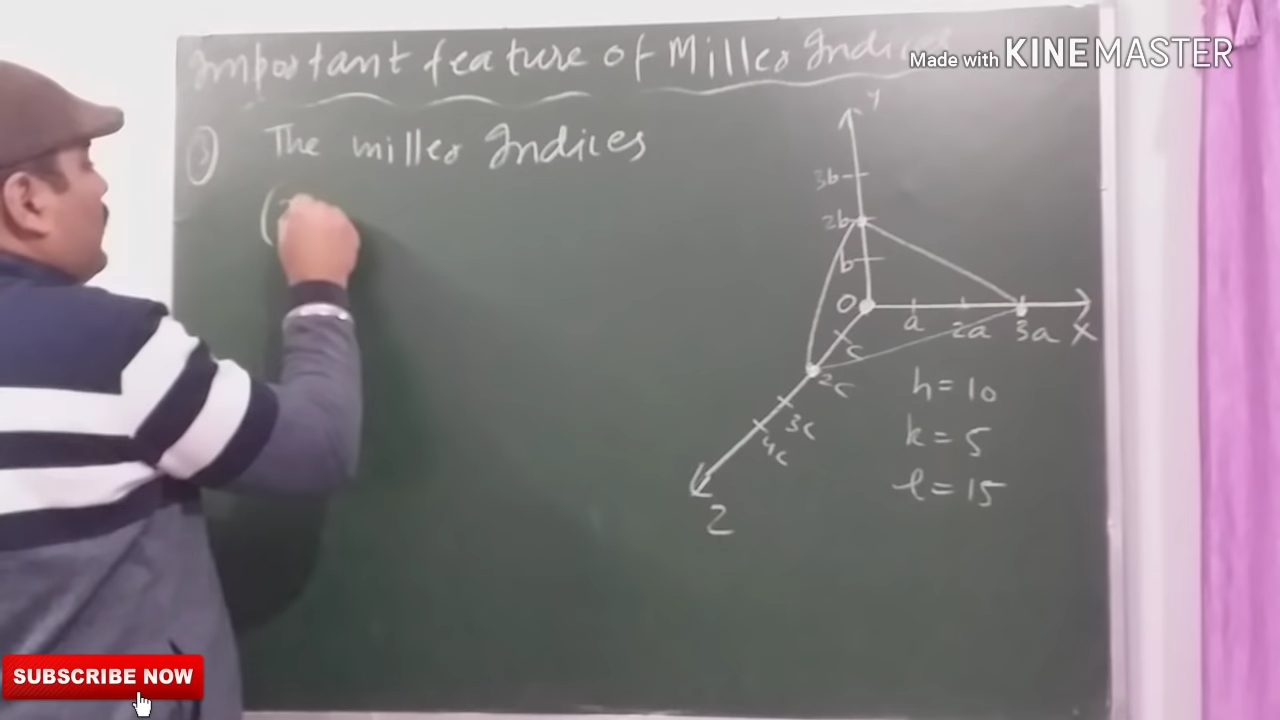 Important feature of Miller Indices
Made with KINEMASTER
3) The miller Indices
(
Y
3b
2b
b
O
a
2a
3a
X
c
2c
3c
4c
Z
h = 10
k = 5
l = 15
SUBSCRIBE NOW